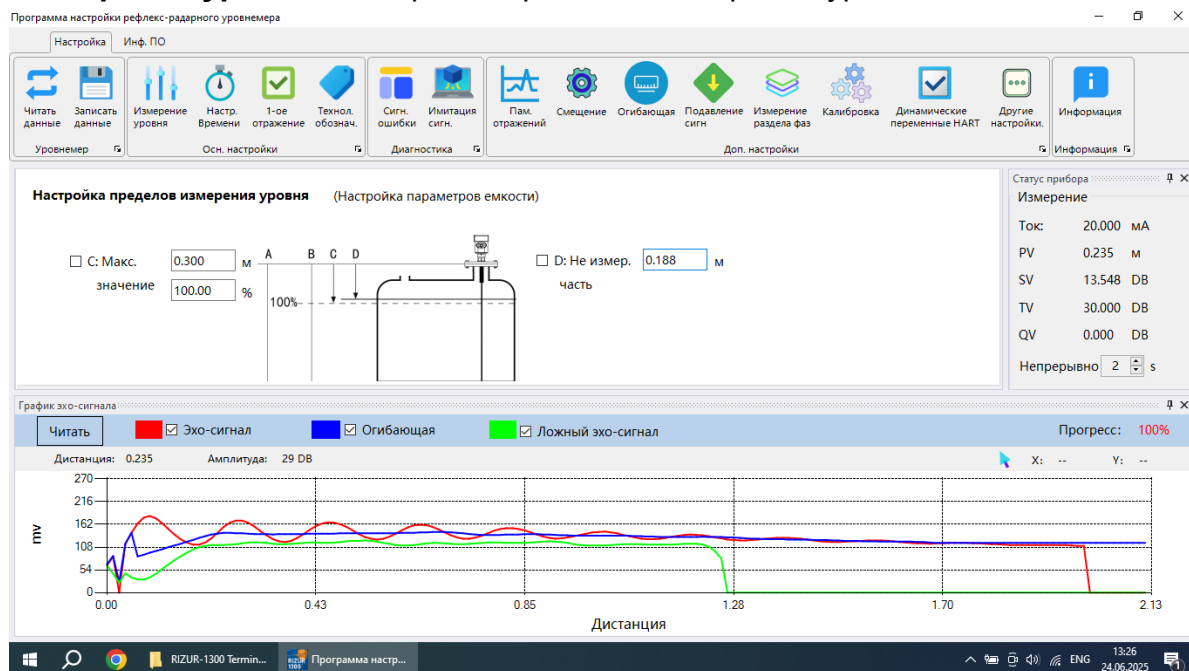 Программа настройки рефлекс-радарного уровнемера
Настройка Инф. ПО
Читать данные
Записать данные
Измерение уровня
Настр. Времени
1-ое отражение
Технол. обознач.
Сигн. ошибки
Имитация сигн.
Пам. отражений
Смещение
Огибающая
Подавление сигн
Измерение раздела фаз
Калибровка
Динамические переменные HART
Другие настройки.
Информация
Уровнемер Осн. настройки Диагностика Доп. настройки Информация
Настройка пределов измерения уровня (Настройка параметров емкости)
C: Макс. значение 0.300 м
100.00 %
A B C D
100%
D: Не измер. часть 0.188 м
Статус прибора
Измерение
Ток: 20.000 мА
PV 0.235 м
SV 13.548 DB
TV 30.000 DB
QV 0.000 DB
Непрерывно 2 s
График эхо-сигнала
Читать Эхо-сигнал Огибающая Ложный эхо-сигнал Прогресс: 100%
Дистанция: 0.235 Амплитуда: 29 DB X: -- Y: --
270
216
162
108
54
0
mv
0.00 0.43 0.85 1.28 1.70 2.13
Дистанция
RIZUR-1300 Termin... Программа настр... ENG 13:26
24.06.2025